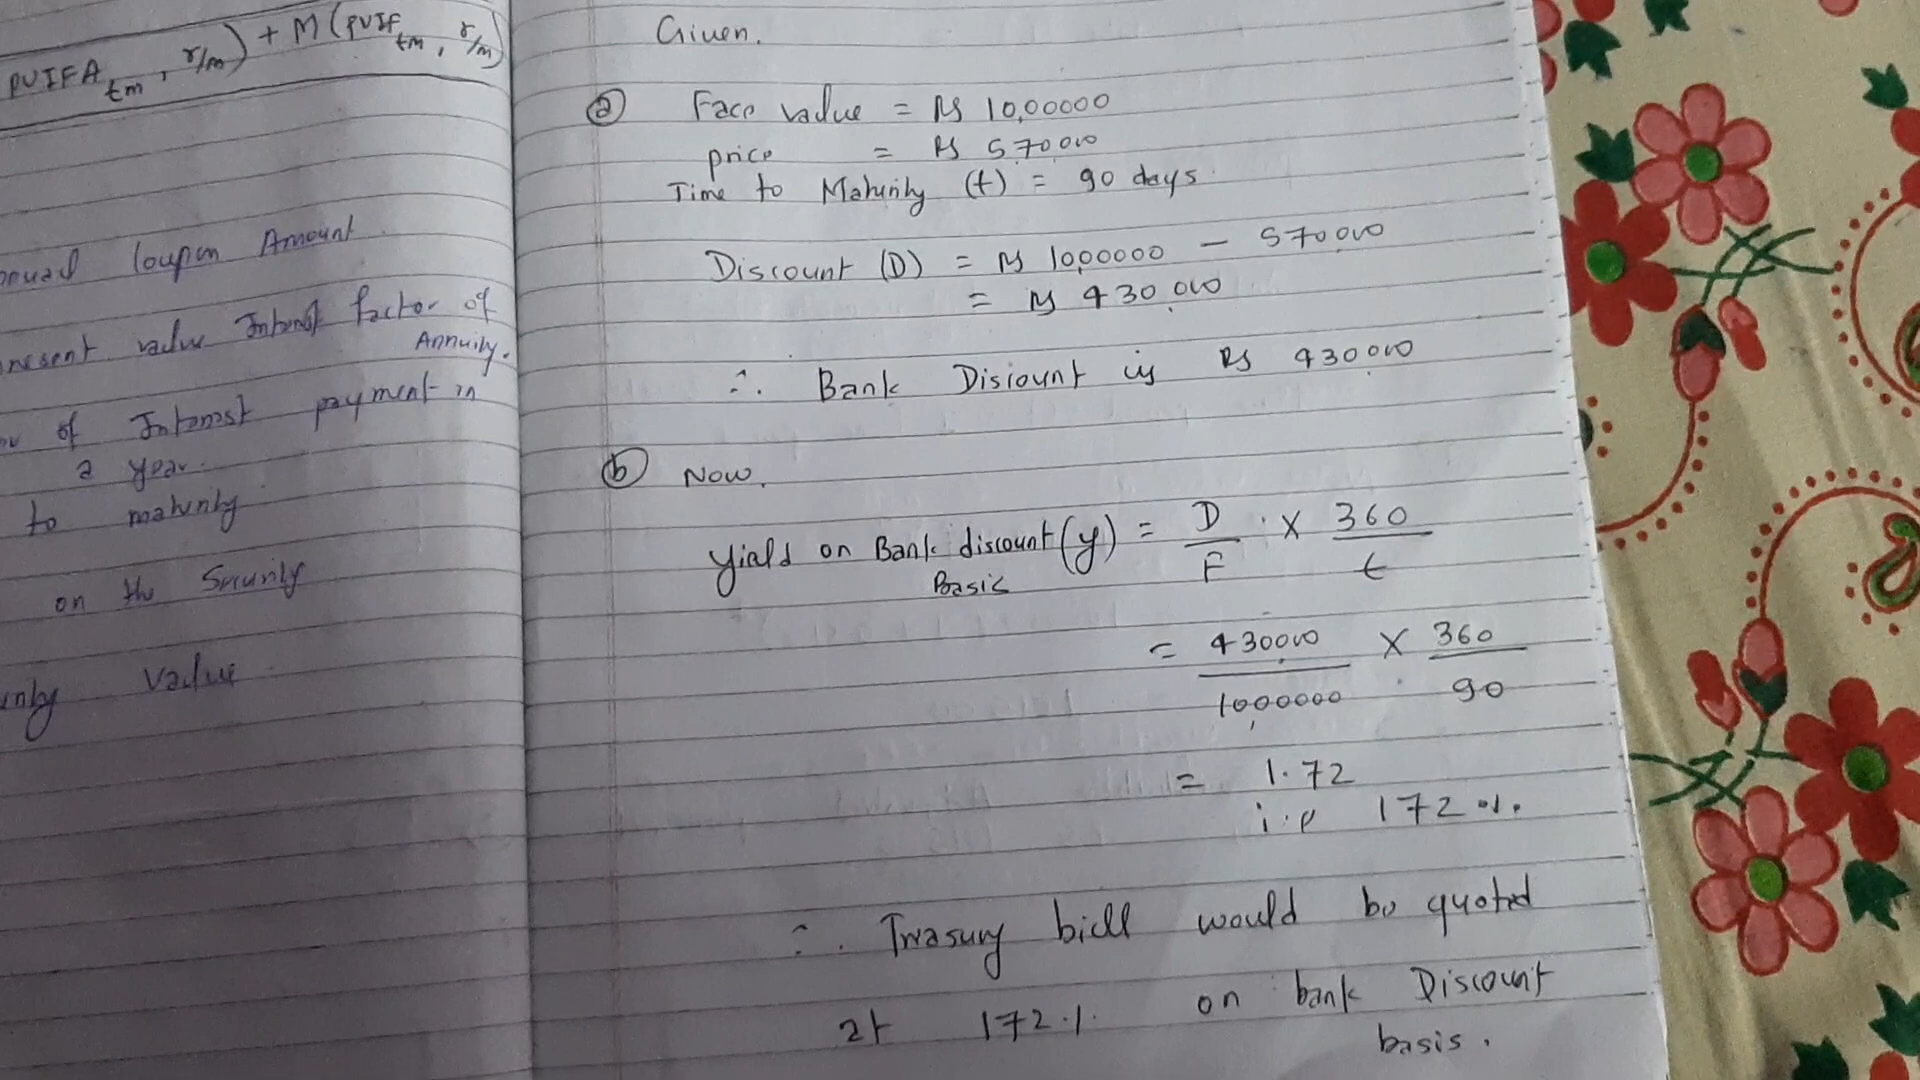 PVIFA tm, r/m) + M (PVIF tm, r/m)
Coupon Amount
value Interest factor of
Annuity.
of Interest payment in
a year.
to maturity
on the Security
value
Given.
(a) Face value = Rs 10,00000
price = Rs 570000
Time to Maturity (t) = 90 days.
Discount (D) = Rs 1000000 - 570000
= Rs 430000
∴ Bank Discount is Rs 430000
(b) Now,
Yield on Bank discount (y) = D/F × 360/t
Basis
= 430000/1000000 × 360/90
= 1.72
i.e 172 %.
∴ Treasury bill would be quoted
at 172 % on bank Discount
basis.